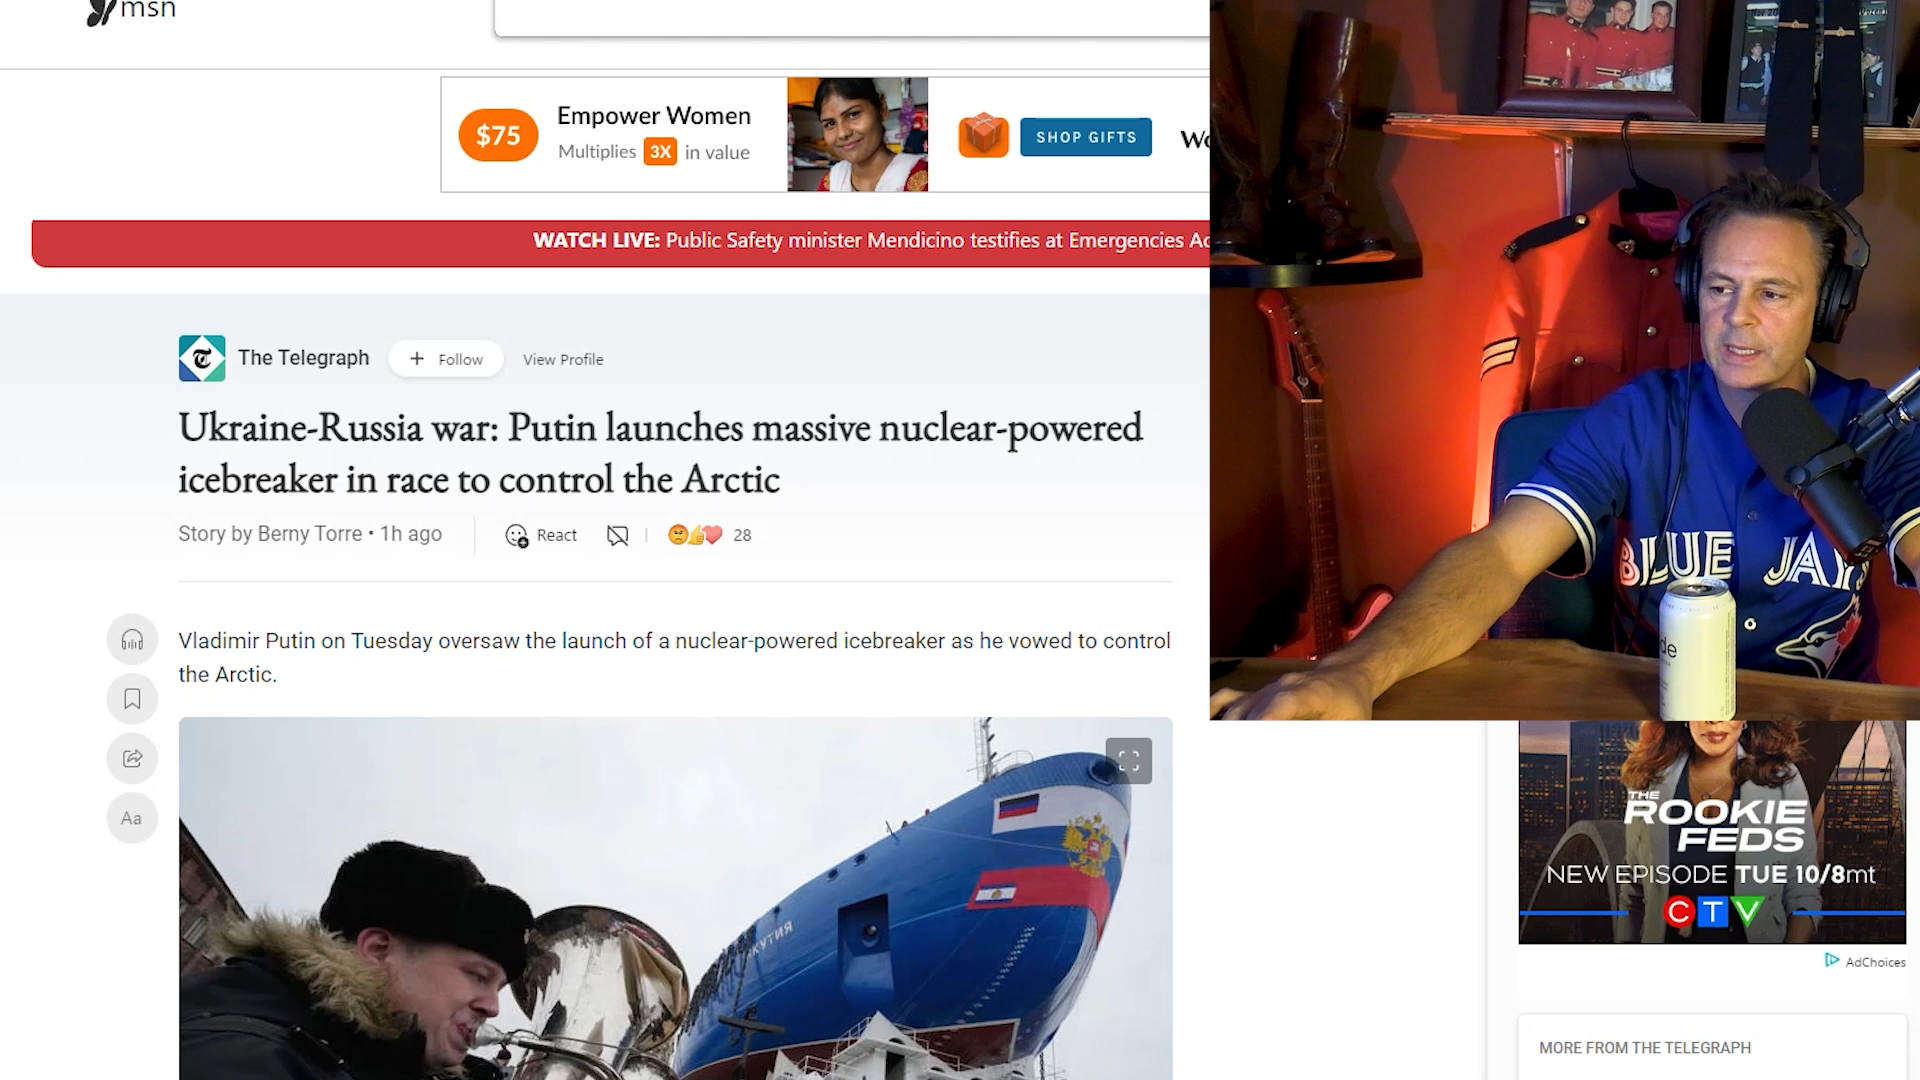 msn
$75
Empower Women
Multiplies 3X in value
SHOP GIFTS
Wo
WATCH LIVE: Public Safety minister Mendicino testifies at Emergencies Ac
The Telegraph
+ Follow
View Profile
Ukraine-Russia war: Putin launches massive nuclear-powered
icebreaker in race to control the Arctic
Story by Berny Torre • 1h ago
React
28
Vladimir Putin on Tuesday oversaw the launch of a nuclear-powered icebreaker as he vowed to control
the Arctic.
Aa
ЯКУТИЯ
BLUE JAYS
de
THE
ROOKIE
FEDS
NEW EPISODE TUE 10/8mt
CTV
AdChoices
MORE FROM THE TELEGRAPH